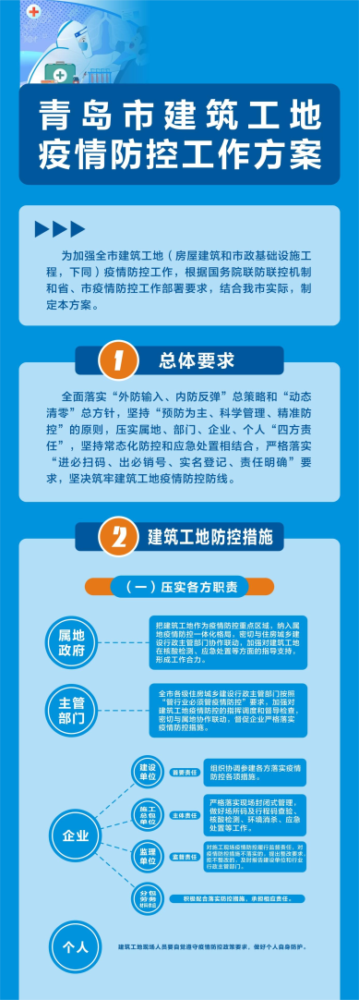 青岛市建筑工地
疫情防控工作方案
为加强全市建筑工地（房屋建筑和市政基础设施工
程，下同）疫情防控工作，根据国务院联防联控机制
和省、市疫情防控工作部署要求，结合我市实际，制
定本方案。
1 总体要求
全面落实“外防输入、内防反弹”总策略和“动态
清零”总方针，坚持“预防为主、科学管理、精准防
控”的原则，压实属地、部门、企业、个人“四方责
任”，坚持常态化防控和应急处置相结合，严格落实
“进必扫码、出必销号、实名登记、责任明确”要
求，坚决筑牢建筑工地疫情防控防线。
2 建筑工地防控措施
（一）压实各方职责
属地
政府
把建筑工地作为疫情防控重点区域，纳入属
地疫情防控一体化格局，密切与住房城乡建
设行政主管部门协作联动，加强对建筑工地
在核酸检测、应急处置等方面的指导支持，
形成工作合力。
主管
部门
全市各级住房城乡建设行政主管部门按照
“管行业必须管疫情防控”要求，加强对
建筑工地疫情防控的指挥调度和督导检查，
密切与属地协作联动，督促企业严格落实
疫情防控措施。
企业
建设
单位
首要责任
组织协调参建各方落实疫情
防控各项措施。
施工
总包
单位
主体责任
严格落实现场封闭式管理，
做好场所码及行程码查验、
核酸检测、环境消杀、应急
处置等工作。
监理
单位
监督责任
对施工现场疫情防控履行监督责任，对
疫情防控措施不落实的，提出整改要求，
拒不整改的，及时报告建设单位和行业
行政主管部门。
分包
劳务
材料供应
积极配合落实防控措施，承担相应责任。
个人
建筑工地现场人员要自觉遵守疫情防控政策要求，做好个人自身防护。